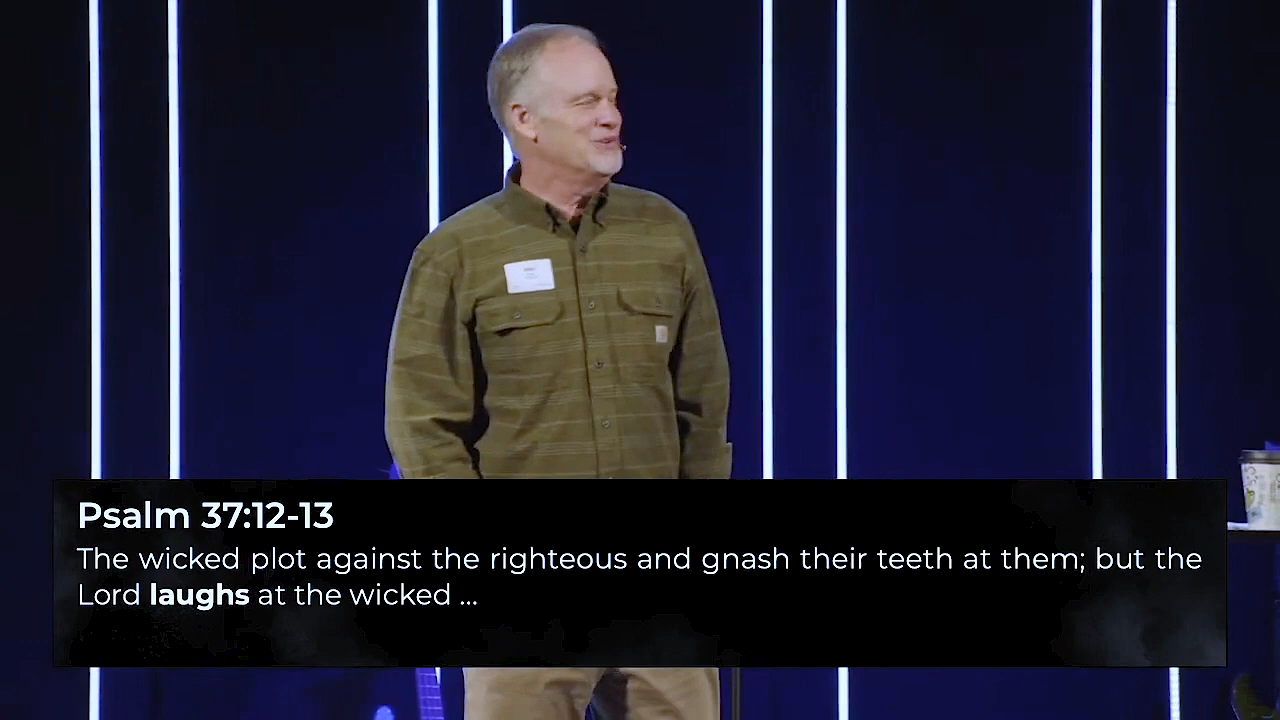 Psalm 37:12-13
The wicked plot against the righteous and gnash their teeth at them; but the
Lord laughs at the wicked ...